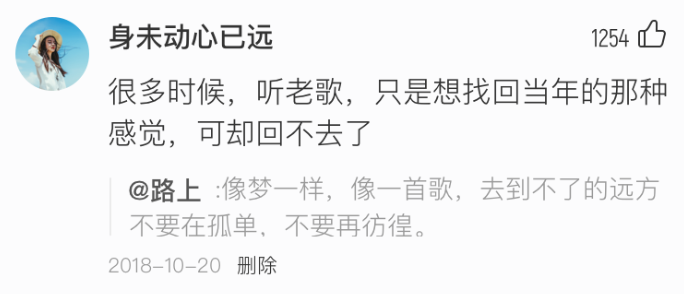 身未动心已远
1254
很多时候，听老歌，只是想找回当年的那种
感觉，可却回不去了
@路上 :像梦一样，像一首歌，去到不了的远方
不要在孤单，不要再彷徨。
2018-10-20 删除